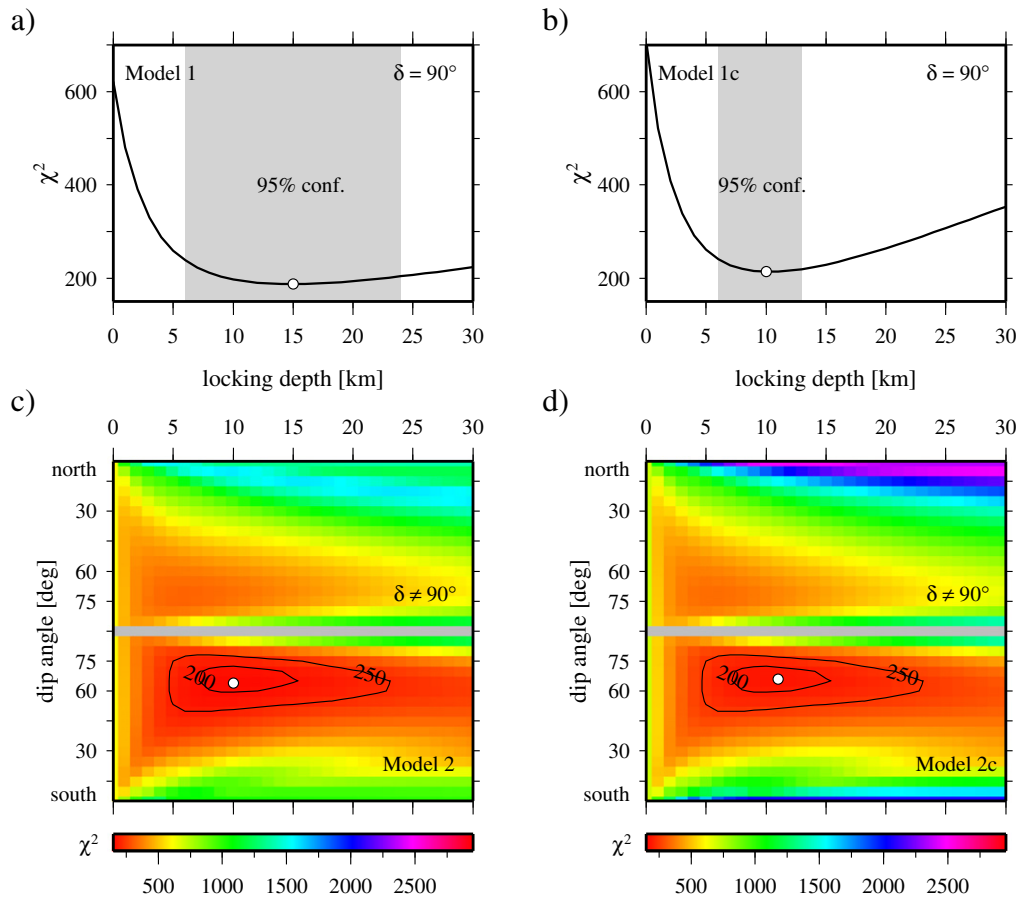 a)
Model 1
δ = 90°
95% conf.
χ²
600
400
200
0 5 10 15 20 25 30
locking depth [km]
b)
Model 1c
δ = 90°
95% conf.
χ²
600
400
200
0 5 10 15 20 25 30
locking depth [km]
c)
0 5 10 15 20 25 30
north
30
60
75
75
60
30
south
dip angle [deg]
δ ≠ 90°
200
250
Model 2
χ²
500 1000 1500 2000 2500
d)
0 5 10 15 20 25 30
north
30
60
75
75
60
30
south
dip angle [deg]
δ ≠ 90°
200
250
Model 2c
χ²
500 1000 1500 2000 2500